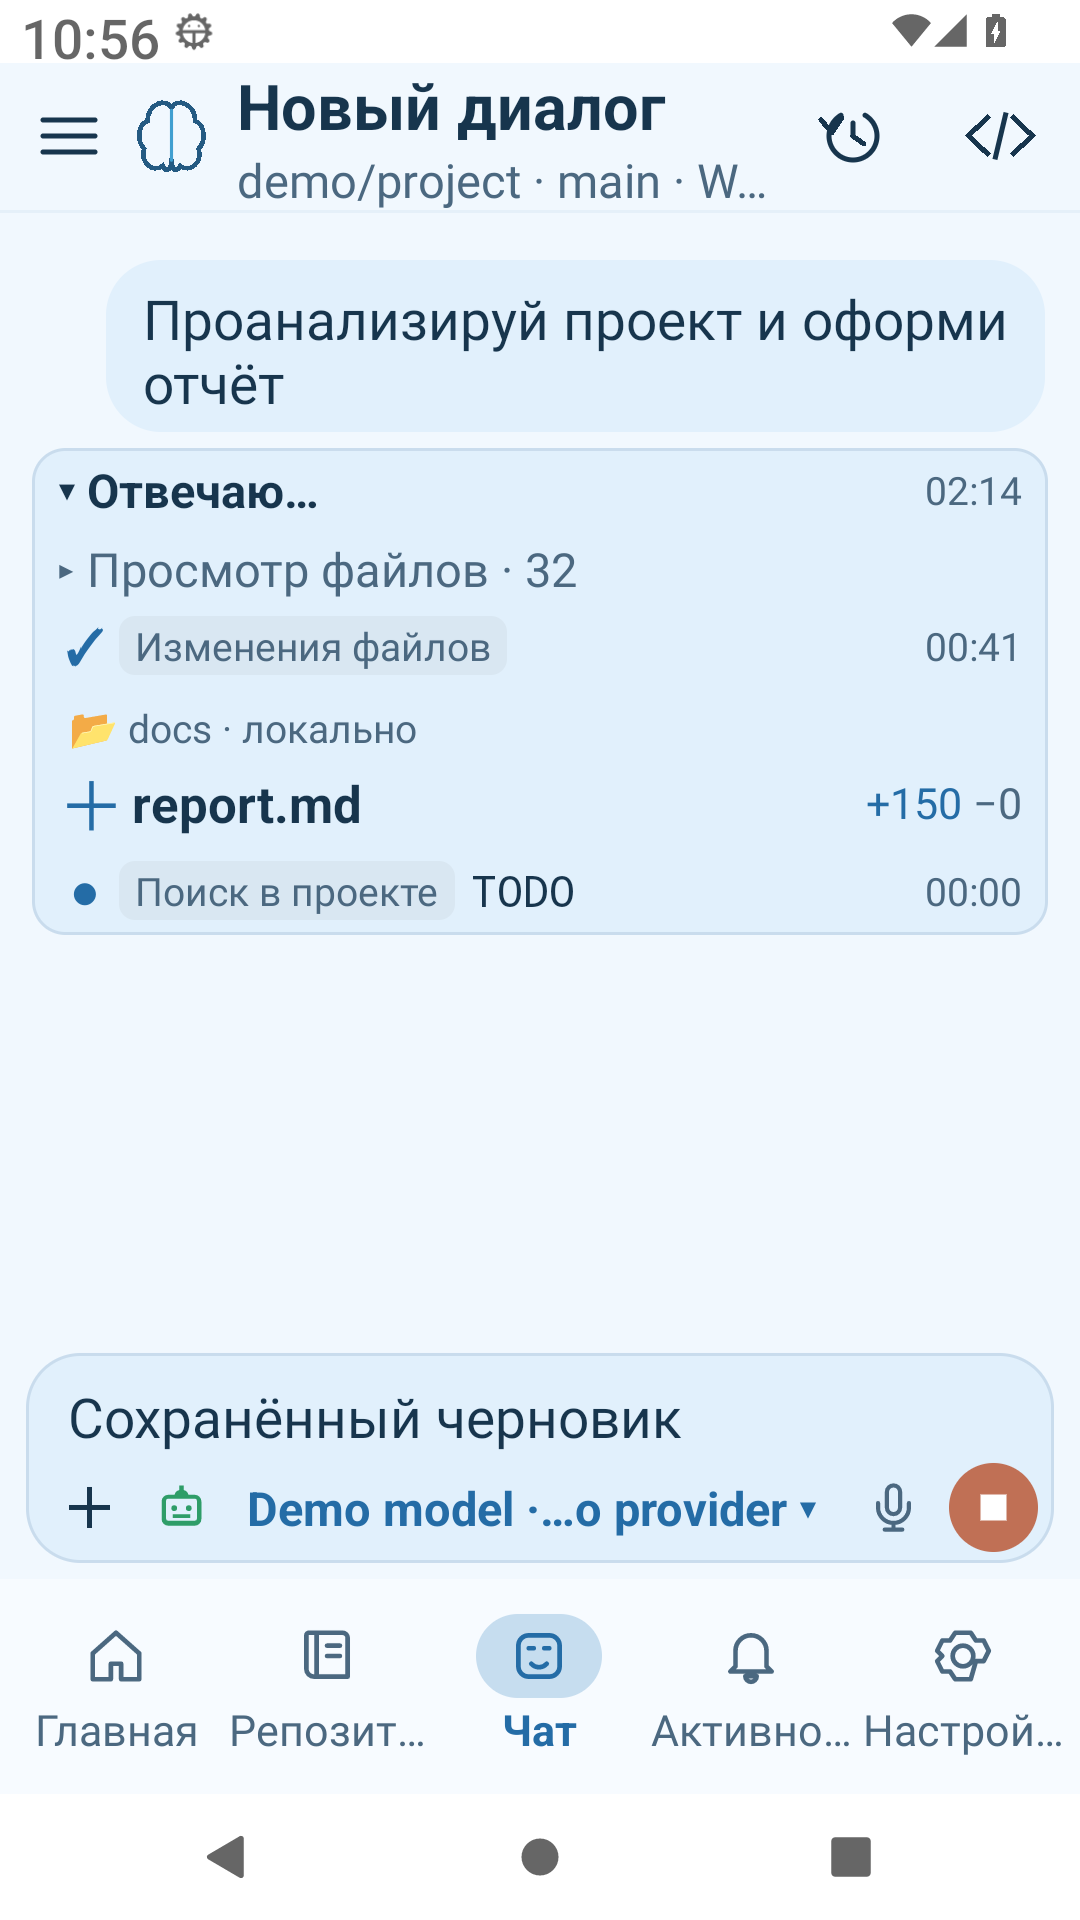 10:56
Новый диалог
demo/project · main · W…
Проанализируй проект и оформи
отчёт
▾ Отвечаю… 02:14
▸ Просмотр файлов · 32
✓ Изменения файлов 00:41
docs · локально
+ report.md +150 −0
● Поиск в проекте TODO 00:00
Сохранённый черновик
Demo model ·…o provider ▾
Главная Репозит… Чат Активно… Настрой…